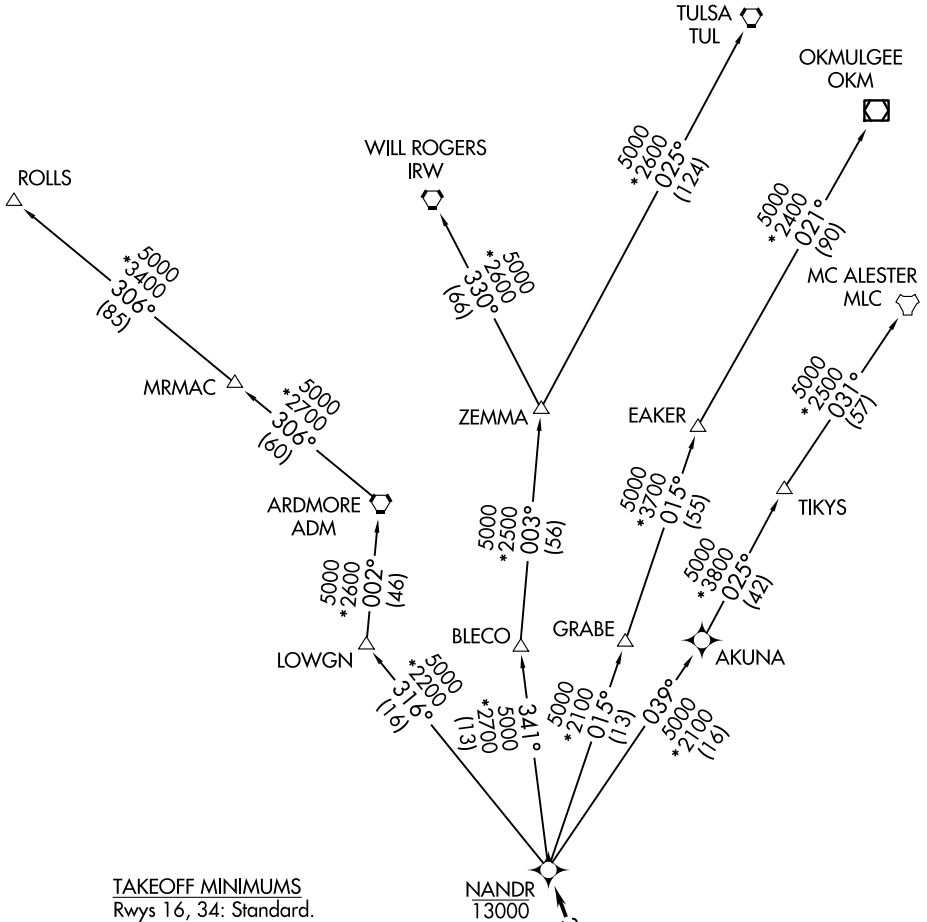 TULSA
TUL
OKMULGEE
OKM
WILL ROGERS
IRW
5000
*2600
025°
(124)
ROLLS
5000
*2400
021°
(90)
5000
*2600
330°
(66)
MC ALESTER
MLC
5000
*3400
306°
(85)
MRMAC
5000
*2700
306°
(60)
ZEMMA
EAKER
5000
*2500
031°
(57)
ARDMORE
ADM
5000
*2500
003°
(56)
5000
*3700
015°
(55)
TIKYS
5000
*2600
002°
(46)
5000
*3800
025°
(42)
LOWGN
BLECO
GRABE
AKUNA
5000
*2200
316°
(16)
341°
5000
*2700
(13)
5000
*2100
015°
(13)
039°
5000
*2100
(16)
TAKEOFF MINIMUMS
Rwys 16, 34: Standard.
NANDR
13000